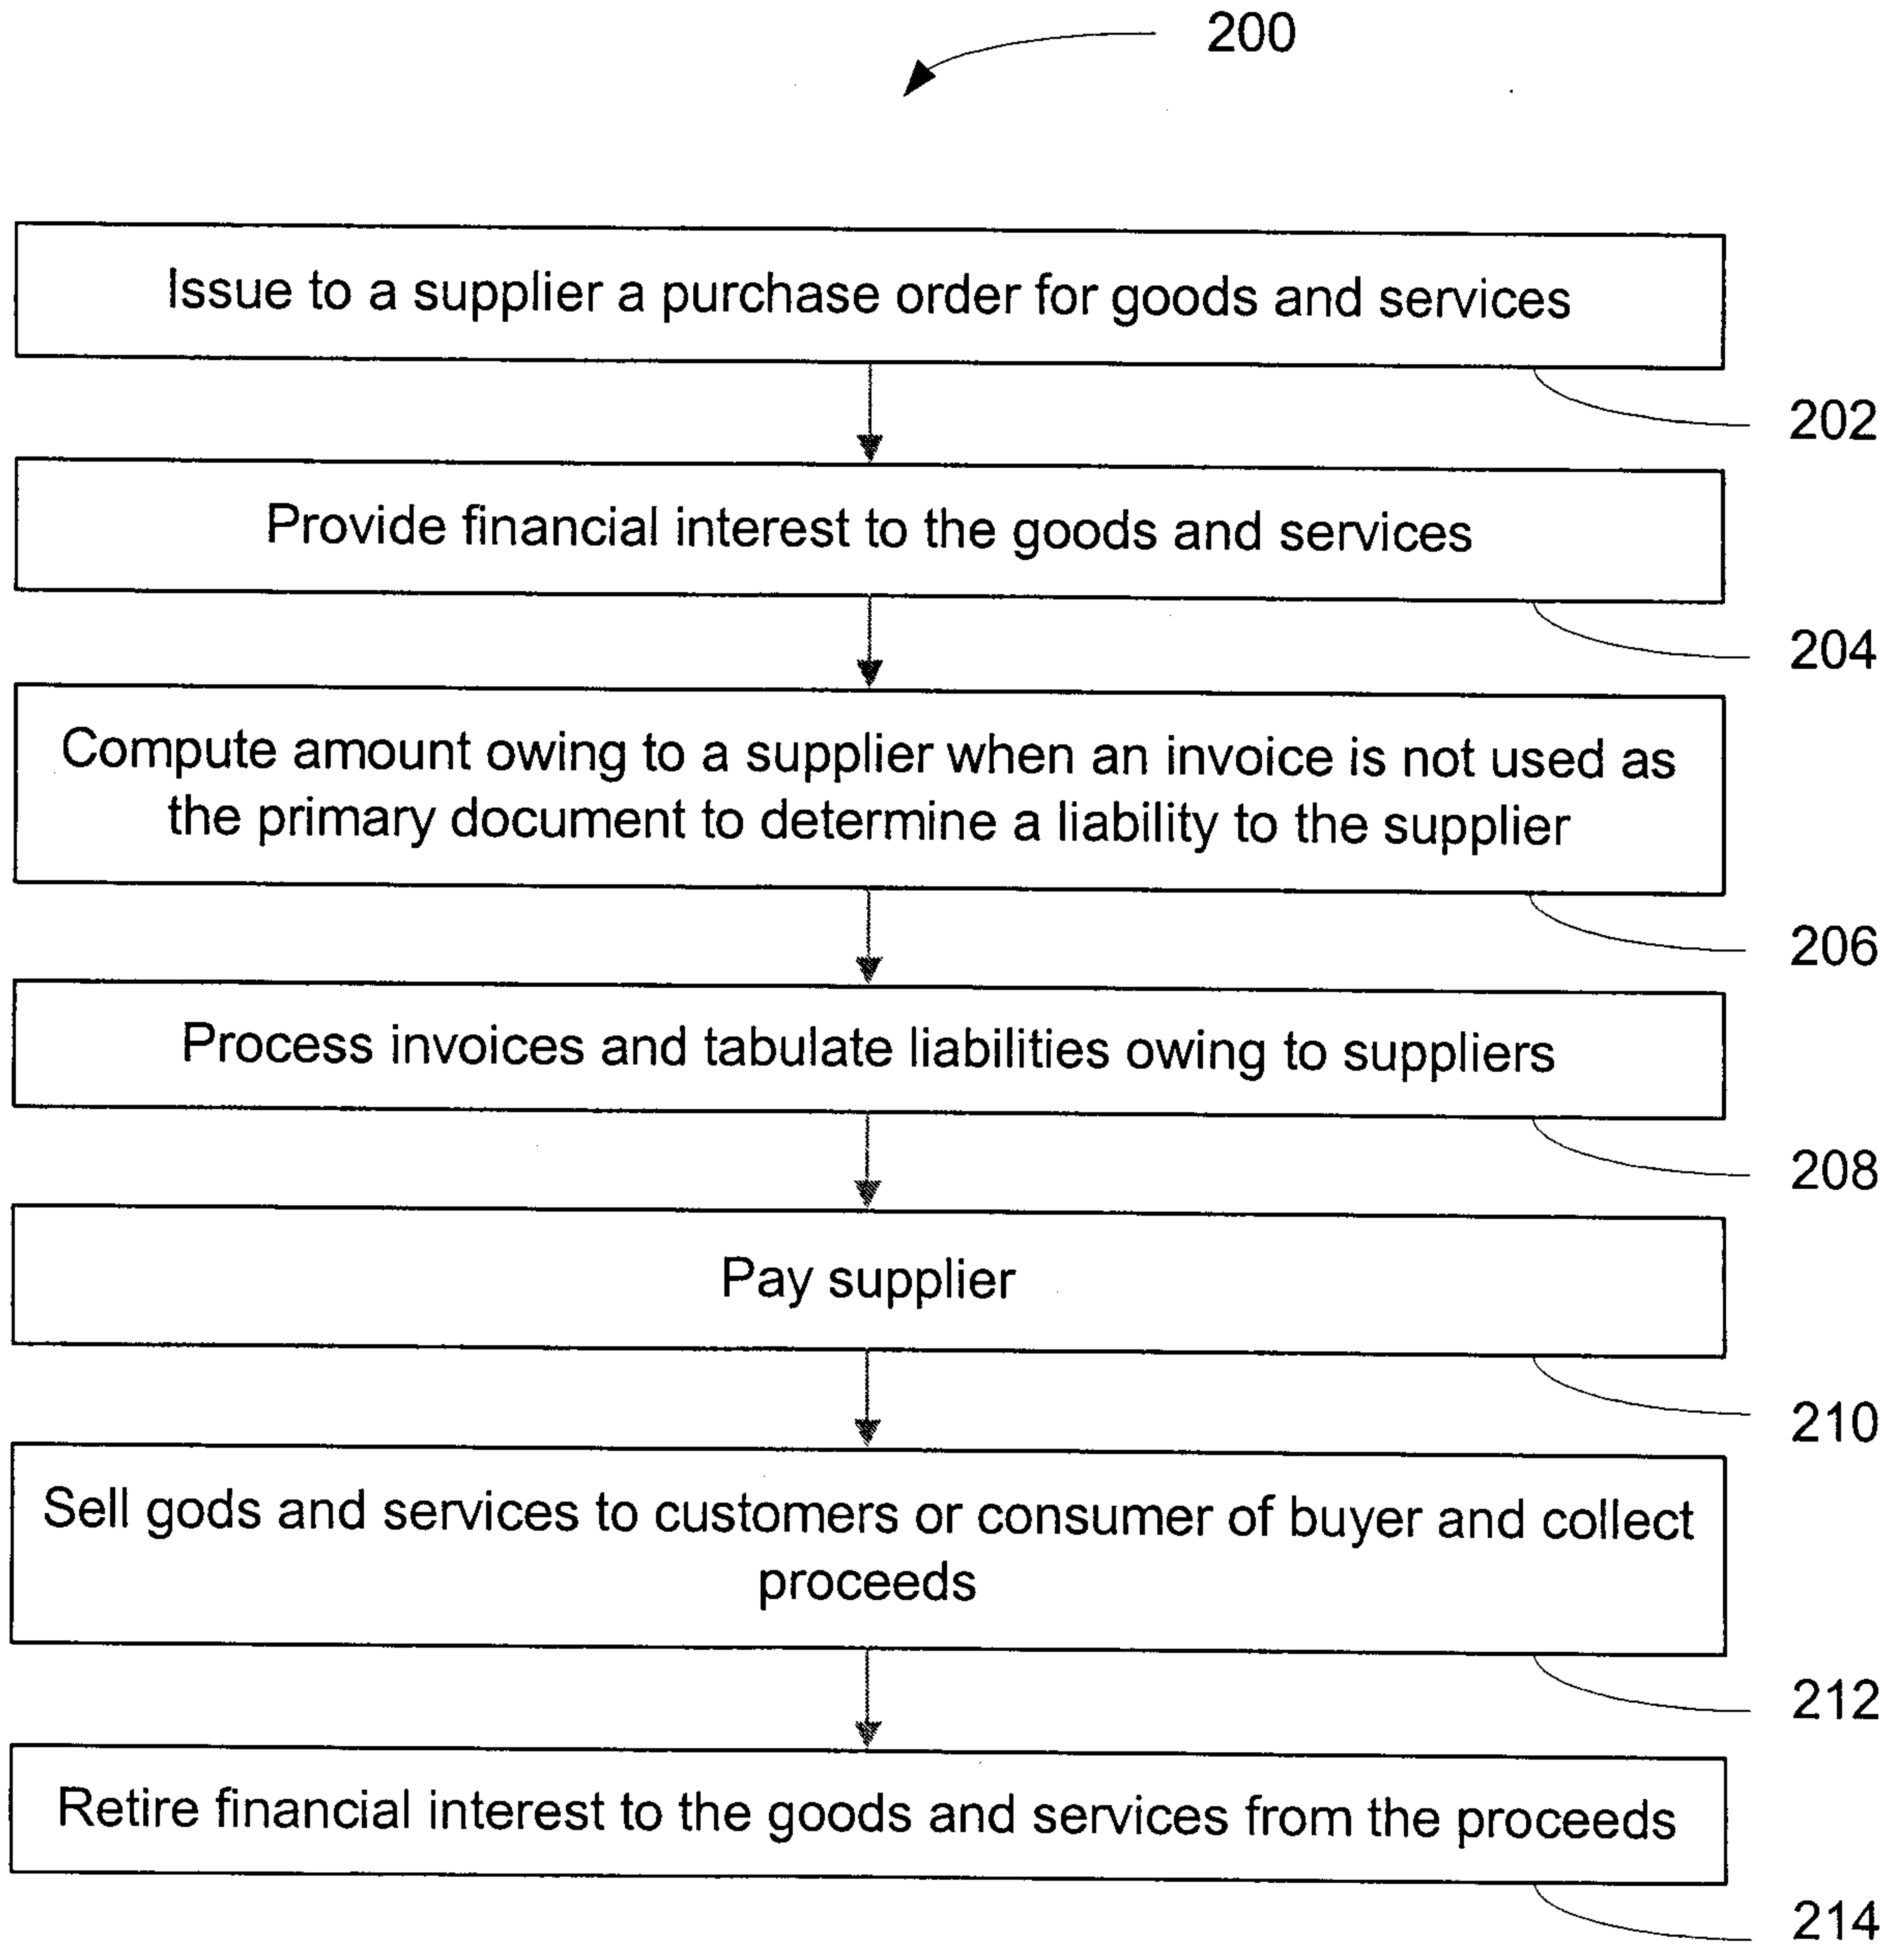 200
Issue to a supplier a purchase order for goods and services
202
Provide financial interest to the goods and services
204
Compute amount owing to a supplier when an invoice is not used as
the primary document to determine a liability to the supplier
206
Process invoices and tabulate liabilities owing to suppliers
208
Pay supplier
210
Sell gods and services to customers or consumer of buyer and collect
proceeds
212
Retire financial interest to the goods and services from the proceeds
214